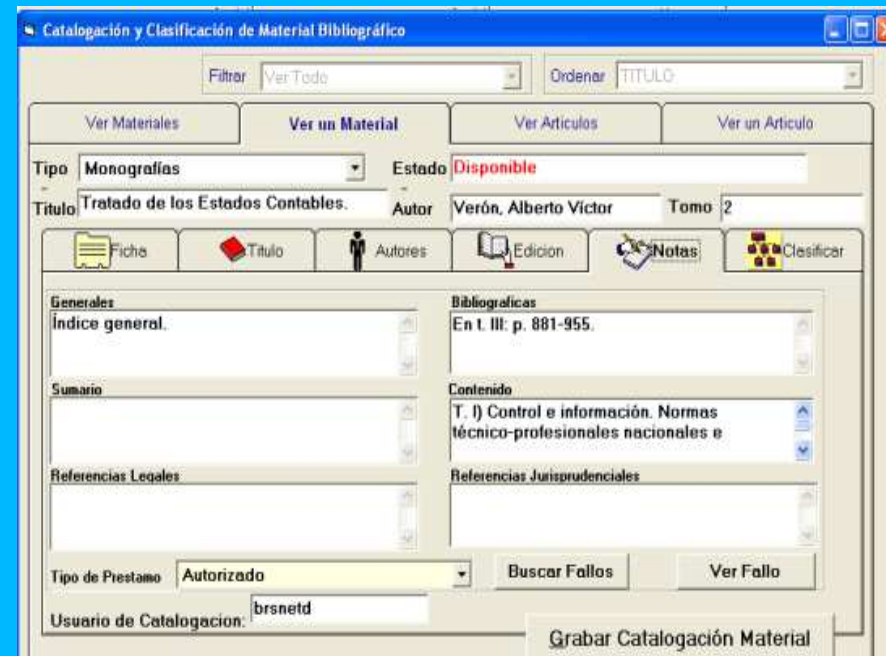 Catalogación y Clasificación de Material Bibliográfico
Filtrar Ver Todo Ordenar TITULO
Ver Materiales Ver un Material Ver Articulos Ver un Articulo
Tipo Monografías Estado Disponible
Titulo Tratado de los Estados Contables. Autor Verón, Alberto Víctor Tomo 2
Ficha Titulo Autores Edicion Notas Clasificar
Generales Bibliograficas
Índice general. En t. III: p. 881-955.
Sumario Contenido
T. I) Control e información. Normas
técnico-profesionales nacionales e
Referencias Legales Referencias Jurisprudenciales
Tipo de Prestamo Autorizado Buscar Fallos Ver Fallo
Usuario de Catalogacion: brsnetd
Grabar Catalogación Material